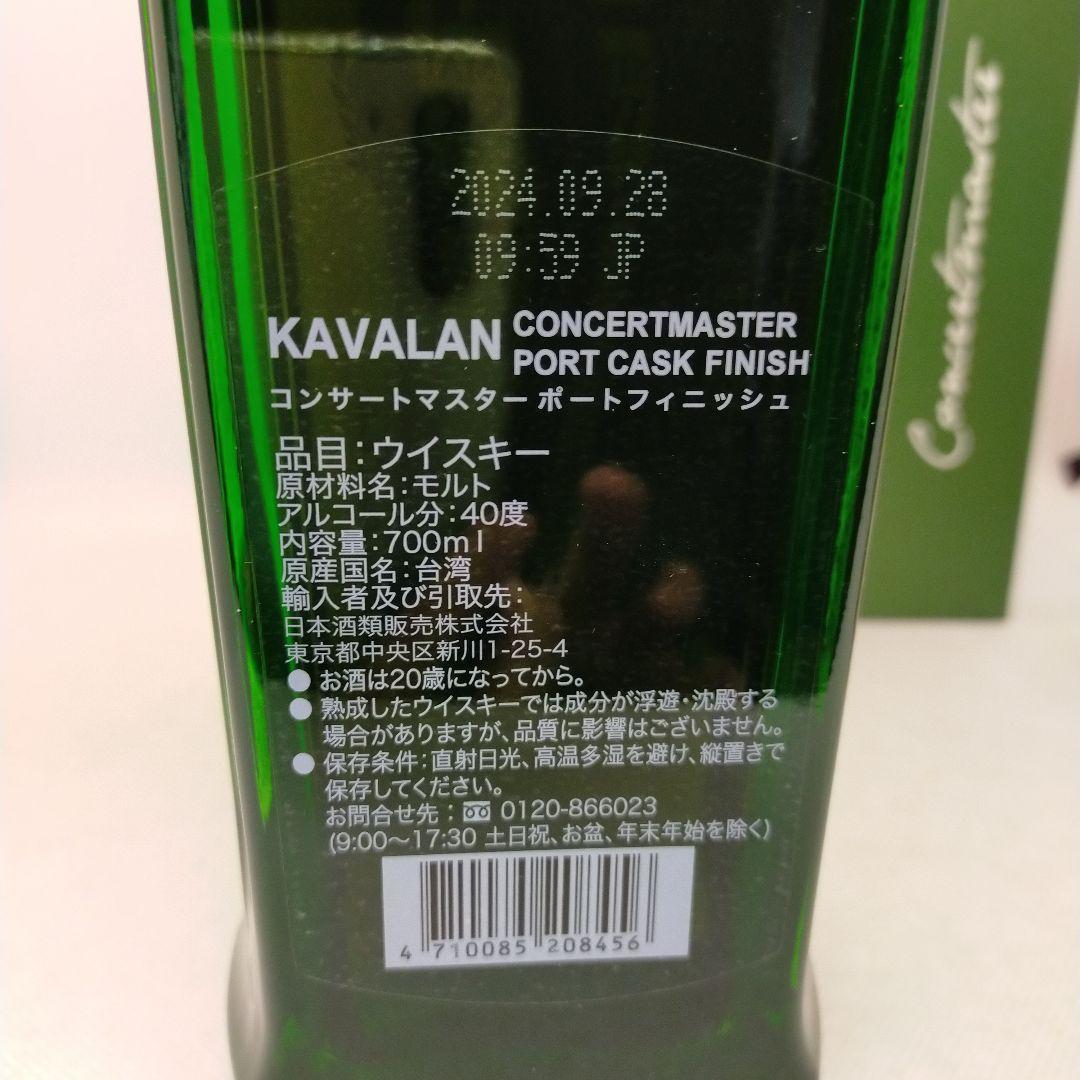 2024.09.28
09:59 JP
KAVALAN CONCERTMASTER
PORT CASK FINISH
コンサートマスター ポートフィニッシュ
品目:ウイスキー
原材料名:モルト
アルコール分:40度
内容量:700ml
原産国名:台湾
輸入者及び引取先:
日本酒類販売株式会社
東京都中央区新川1-25-4
●お酒は20歳になってから。
●熟成したウイスキーでは成分が浮遊・沈殿する
場合がありますが、品質に影響はございません。
●保存条件:直射日光、高温多湿を避け、縦置きで
保存してください。
お問合せ先: 0120-866023
(9:00〜17:30 土日祝、お盆、年末年始を除く)
4 710085 208456
Concertmaster